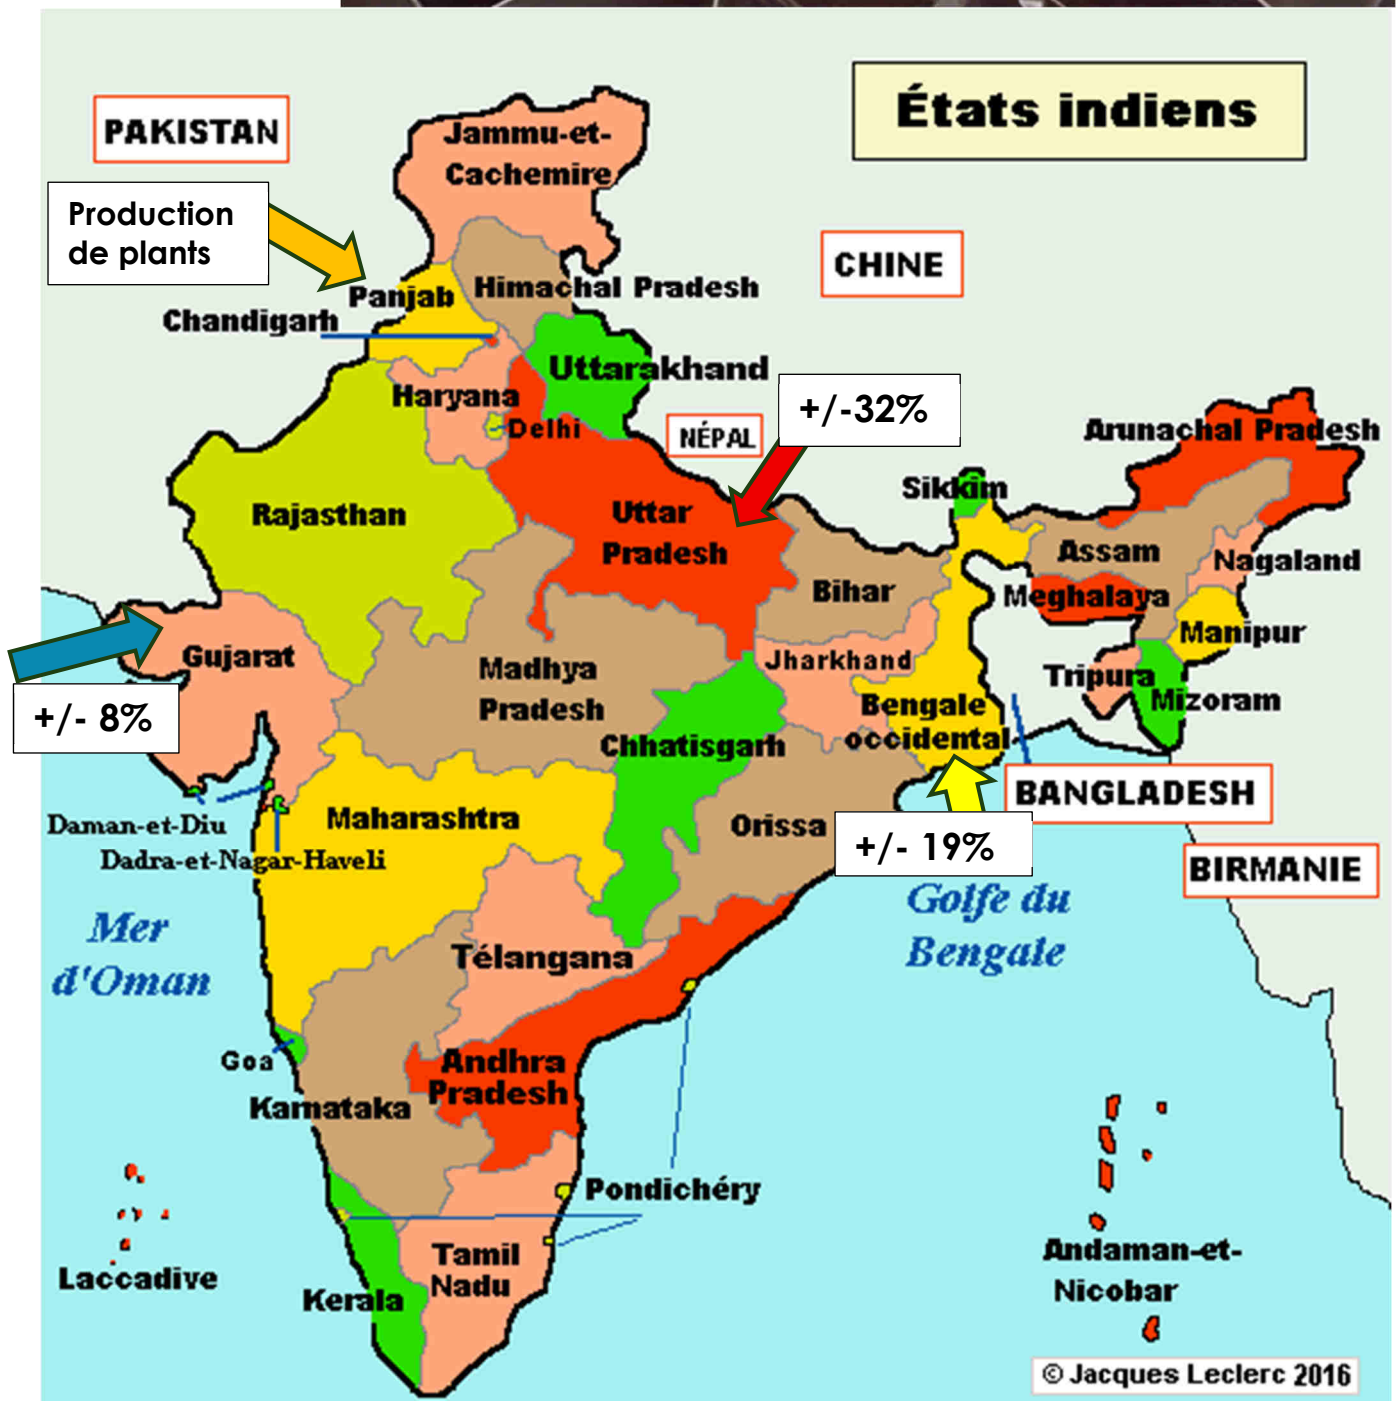 États indiens
PAKISTAN
Jammu-et-
Cachemire
Production
de plants
CHINE
Panjab
Himachal Pradesh
Chandigarh
Uttarakhand
Haryana
Delhi
NÉPAL
+/-32%
Arunachal Pradesh
Sikkim
Rajasthan
Uttar
Pradesh
Assam
Nagaland
Bihar
Meghalaya
Manipur
Gujarat
Jharkhand
Madhya
Pradesh
Tripura
Mizoram
+/- 8%
Bengale
occidental
Chhatisgarh
BANGLADESH
Daman-et-Diu
Maharashtra
Orissa
+/- 19%
Dadra-et-Nagar-Haveli
BIRMANIE
Mer
d'Oman
Golfe du
Bengale
Télangana
Goa
Andhra
Pradesh
Karnataka
Pondichéry
Laccadive
Tamil
Nadu
Kerala
Andaman-et-
Nicobar
© Jacques Leclerc 2016